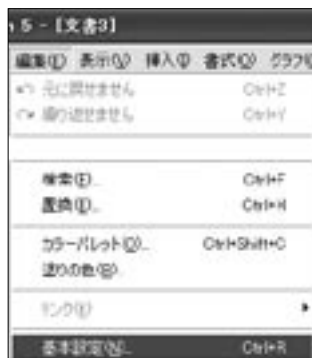 5 - [文書3]
編集(E) 表示(V) 挿入(I) 書式(O) グラフ(
元に戻せません Ctrl+Z
繰り返せません Ctrl+Y
検索(F)... Ctrl+F
置換(E)... Ctrl+H
カラーパレット(Q)... Ctrl+Shift+C
塗りの色(B)
リンク(K)
基本設定(N)... Ctrl+R